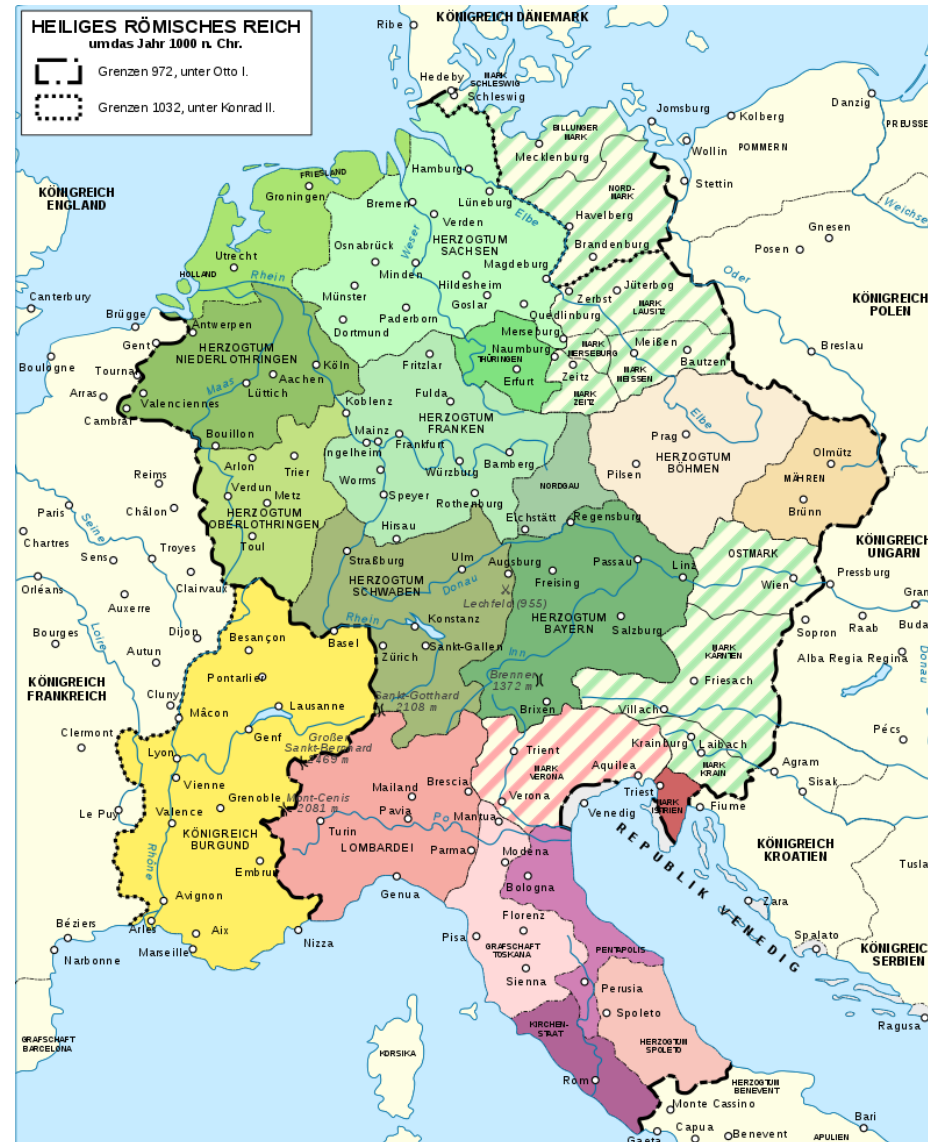 HEILIGES RÖMISCHES REICH
um das Jahr 1000 n. Chr.
Grenzen 972, unter Otto I.
Grenzen 1032, unter Konrad II.
KÖNIGREICH DÄNEMARK
Ribe
Hedeby
MARK
SCHLESWIG
Schleswig
Jomsburg
Kolberg
Danzig
PREUSSE
POMMERN
Wollin
Stettin
BILLUNGER
MARK
Mecklenburg
KÖNIGREICH
ENGLAND
FRIESLAND
Groningen
Hamburg
Bremen
Lüneburg
Verden
Elbe
NORD-
MARK
Havelberg
Brandenburg
Weichse
Gnesen
Posen
Osnabrück
Weser
HERZOGTUM
SACHSEN
Utrecht
HOLLAND
Rhein
Minden
Magdeburg
Hildesheim
Goslar
Münster
Paderborn
Quedlinburg
Dortmund
Zerbst
Jüterbog
MARK
LAUSITZ
Oder
KÖNIGREICH
POLEN
Canterbury
Brügge
Antwerpen
Gent
HERZOGTUM
NIEDERLOTHRINGEN
Köln
Aachen
Lüttich
Maas
Boulogne
Tournai
Arras
Valenciennes
Cambrai
Fritzlar
Merseburg
Naumburg
THÜRINGEN
Erfurt
MARK
MERSEBURG
Zeitz
MARK
ZEITZ
Meißen
MARK
MEISSEN
Bautzen
Breslau
Koblenz
Fulda
HERZOGTUM
FRANKEN
Mainz
Frankfurt
Ingelheim
Würzburg
Bamberg
Worms
Speyer
Rothenburg
Elbe
Prag
HERZOGTUM
BÖHMEN
Pilsen
Olmütz
MÄHREN
Brünn
Bouillon
Arlon
Trier
Verdun
Metz
HERZOGTUM
OBERLOTHRINGEN
Toul
Reims
Châlon
Paris
Seine
Chartres
Sens
Troyes
Clairvaux
Orléans
Auxerre
Loire
Bourges
Dijon
Autun
Cluny
KÖNIGREICH
FRANKREICH
Clermont
Le Puy
NORDGAU
Eichstätt
Regensburg
Hirsau
Straßburg
Ulm
Augsburg
HERZOGTUM
SCHWABEN
Donau
Lechfeld (955)
Freising
Passau
Linz
HERZOGTUM
BAYERN
Salzburg
Inn
Brenner
1372 m
Brixen
OSTMARK
Wien
Pressburg
KÖNIGREICH
UNGARN
Gran
Sopron
Raab
Buda
Alba Regia Regina
Donau
Pécs
MARK
KÄRNTEN
Friesach
Villach
Krainburg
Laibach
MARK
KRAIN
Agram
Sisak
Rhein
Konstanz
Basel
Zürich
Sankt-Gallen
Sankt-Gotthard
2108 m
Besançon
Pontarlier
Lausanne
Mâcon
Genf
Großer
Sankt-Bernhard
2469 m
Lyon
Vienne
Grenoble
Mont-Cenis
2081 m
Valence
KÖNIGREICH
BURGUND
Embrun
Rhône
Avignon
Arles
Aix
Marseille
Nizza
Béziers
Narbonne
GRAFSCHAFT
BARCELONA
Trient
MARK
VERONA
Aquilea
Verona
Brescia
Mailand
Pavia
Mantua
Po
Turin
LOMBARDEI
Parma
Genua
Venedig
Triest
MARK
ISTRIEN
Fiume
REPUBLIK VENEDIG
KÖNIGREICH
KROATIEN
Tusla
Zara
Spalato
KÖNIGREICH
SERBIEN
Ragusa
Modena
Bologna
Florenz
Pisa
GRAFSCHAFT
TOSKANA
Sienna
PENTAPOLIS
Perusia
Spoleto
HERZOGTUM
SPOLETO
KIRCHEN-
STAAT
Rom
KORSIKA
HERZOGTUM
BENEVENT
Monte Cassino
Capua
Gaeta
Benevent
Bari
APULIEN